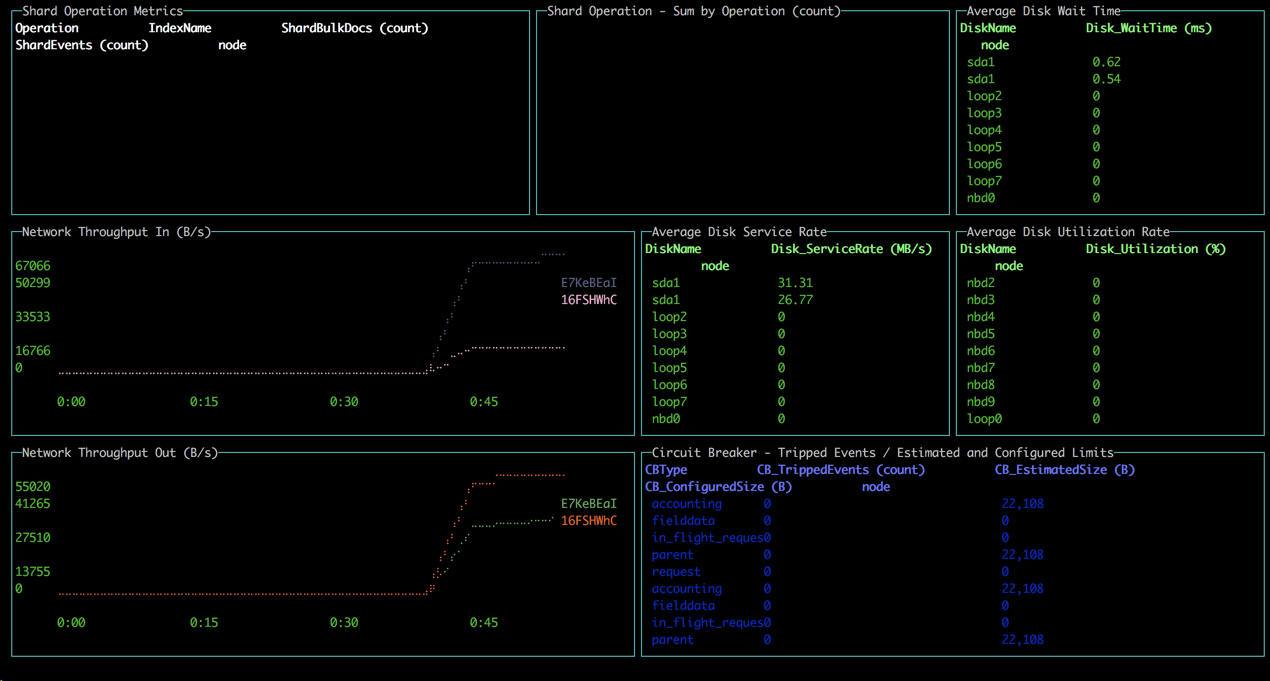 Shard Operation Metrics
Operation IndexName ShardBulkDocs (count)
ShardEvents (count) node
Shard Operation - Sum by Operation (count)
Average Disk Wait Time
DiskName Disk_WaitTime (ms)
node
sda1 0.62
sda1 0.54
loop2 0
loop3 0
loop4 0
loop5 0
loop6 0
loop7 0
nbd0 0
Network Throughput In (B/s)
67066
50299
33533
16766
0
E7KeBEaI
16FSHWhC
0:00 0:15 0:30 0:45
Average Disk Service Rate
DiskName Disk_ServiceRate (MB/s)
node
sda1 31.31
sda1 26.77
loop2 0
loop3 0
loop4 0
loop5 0
loop6 0
loop7 0
nbd0 0
Average Disk Utilization Rate
DiskName Disk_Utilization (%)
node
nbd2 0
nbd3 0
nbd4 0
nbd5 0
nbd6 0
nbd7 0
nbd8 0
nbd9 0
loop0 0
Network Throughput Out (B/s)
55020
41265
27510
13755
0
E7KeBEaI
16FSHWhC
0:00 0:15 0:30 0:45
Circuit Breaker - Tripped Events / Estimated and Configured Limits
CBType CB_TrippedEvents (count) CB_EstimatedSize (B)
CB_ConfiguredSize (B) node
accounting 0 22,108
fielddata 0 0
in_flight_reques0 0
parent 0 22,108
request 0 0
accounting 0 22,108
fielddata 0 0
in_flight_reques0 0
parent 0 22,108